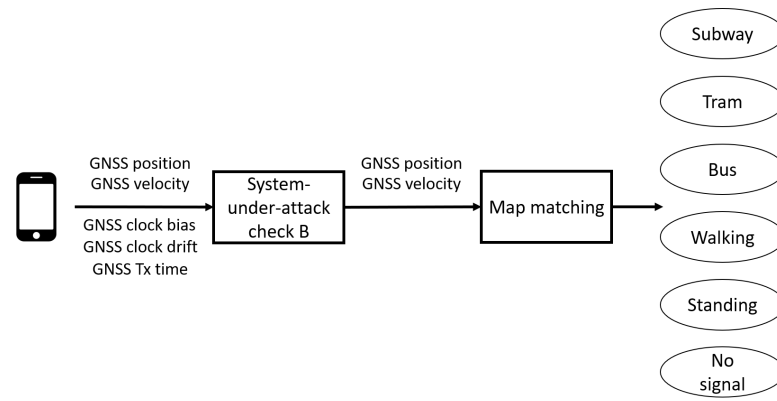 GNSS position
GNSS velocity
GNSS clock bias
GNSS clock drift
GNSS Tx time
System-
under-attack
check B
GNSS position
GNSS velocity
Map matching
Subway
Tram
Bus
Walking
Standing
No
signal